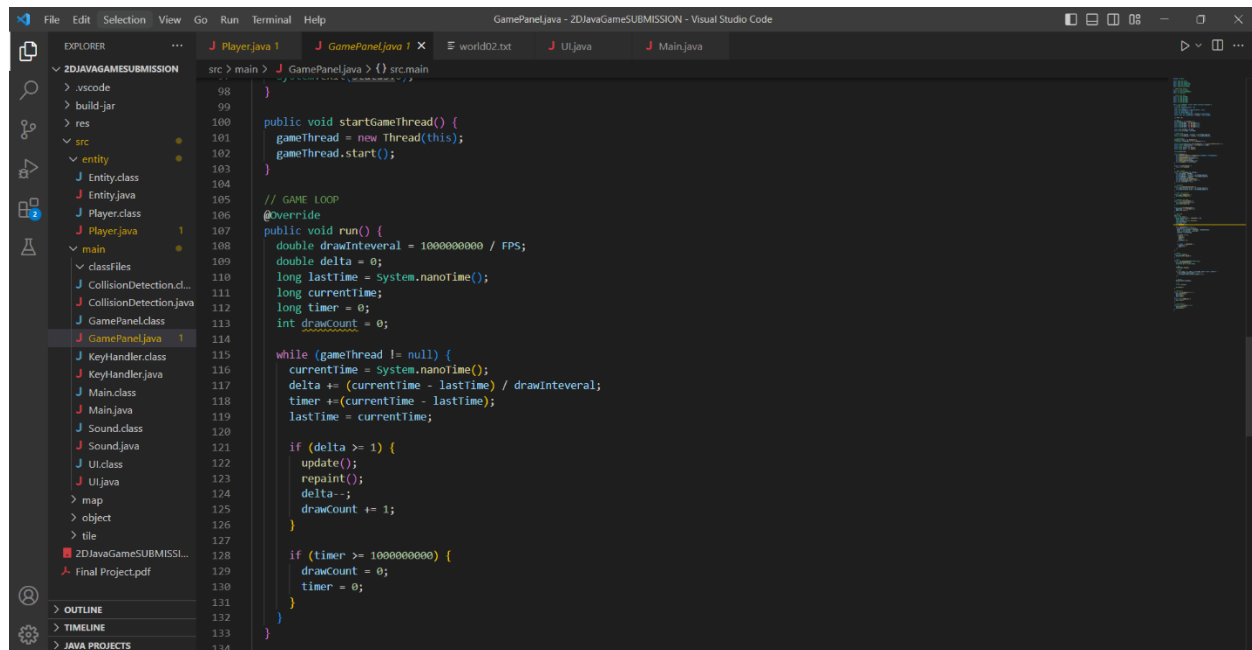 File Edit Selection View Go Run Terminal Help GamePanel.java - 2DJavaGameSUBMISSION - Visual Studio Code
EXPLORER ...
J Player.java 1 J GamePanel.java 1 world02.txt J UI.java J Main.java
2DJAVAGAMESUBMISSION
.vscode
build-jar
res
src
entity
J Entity.class
J Entity.java
J Player.class
J Player.java 1
main
classFiles
J CollisionDetection.cl...
J CollisionDetection.java
J GamePanel.class
J GamePanel.java 1
J KeyHandler.class
J KeyHandler.java
J Main.class
J Main.java
J Sound.class
J Sound.java
J UI.class
J UI.java
map
object
tile
2DJavaGameSUBMISSI...
Final Project.pdf
OUTLINE
TIMELINE
JAVA PROJECTS
2
src > main > J GamePanel.java > {} src.main
98 }
99
100 public void startGameThread() {
101 gameThread = new Thread(this);
102 gameThread.start();
103 }
104
105 // GAME LOOP
106 @Override
107 public void run() {
108 double drawInteveral = 1000000000 / FPS;
109 double delta = 0;
110 long lastTime = System.nanoTime();
111 long currentTime;
112 long timer = 0;
113 int drawCount = 0;
114
115 while (gameThread != null) {
116 currentTime = System.nanoTime();
117 delta += (currentTime - lastTime) / drawInteveral;
118 timer +=(currentTime - lastTime);
119 lastTime = currentTime;
120
121 if (delta >= 1) {
122 update();
123 repaint();
124 delta--;
125 drawCount += 1;
126 }
127
128 if (timer >= 1000000000) {
129 drawCount = 0;
130 timer = 0;
131 }
132 }
133 }
134